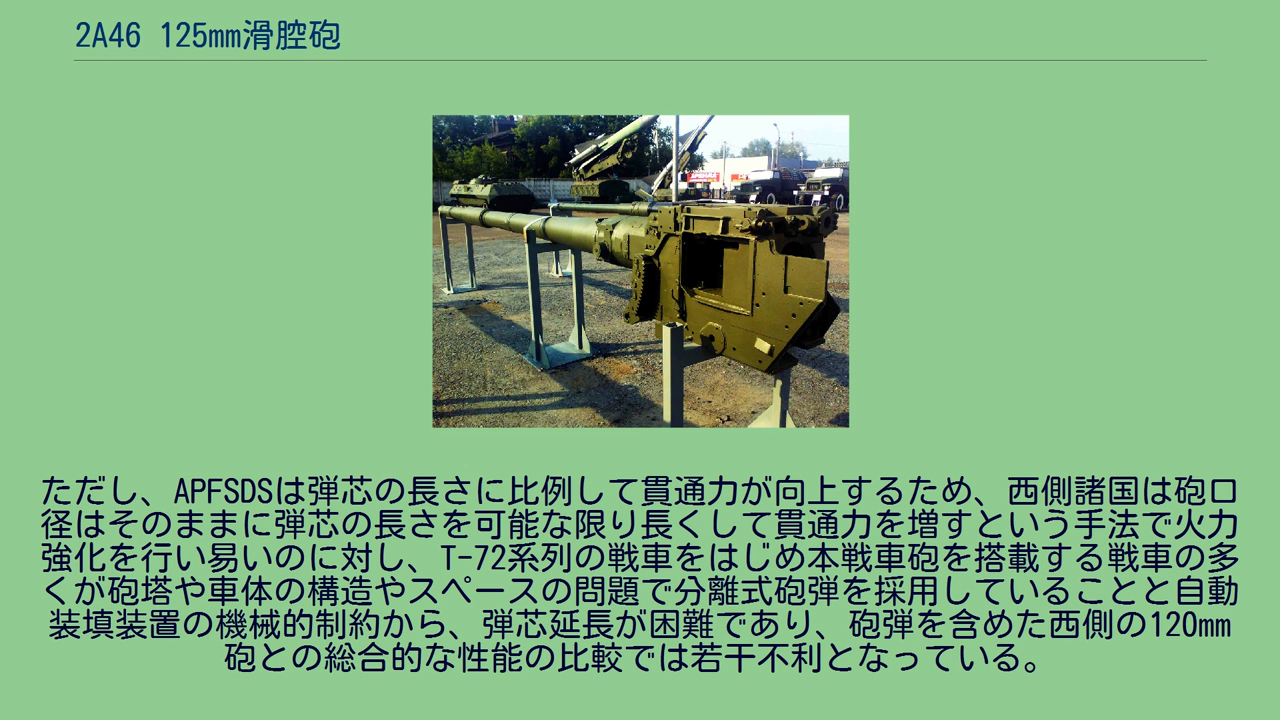 2A46 125mm滑腔砲
ただし、APFSDSは弾芯の長さに比例して貫通力が向上するため、西側諸国は砲口
径はそのままに弾芯の長さを可能な限り長くして貫通力を増すという手法で火力
強化を行い易いのに対し、T-72系列の戦車をはじめ本戦車砲を搭載する戦車の多
くが砲塔や車体の構造やスペースの問題で分離式砲弾を採用していることと自動
装填装置の機械的制約から、弾芯延長が困難であり、砲弾を含めた西側の120mm
砲との総合的な性能の比較では若干不利となっている。